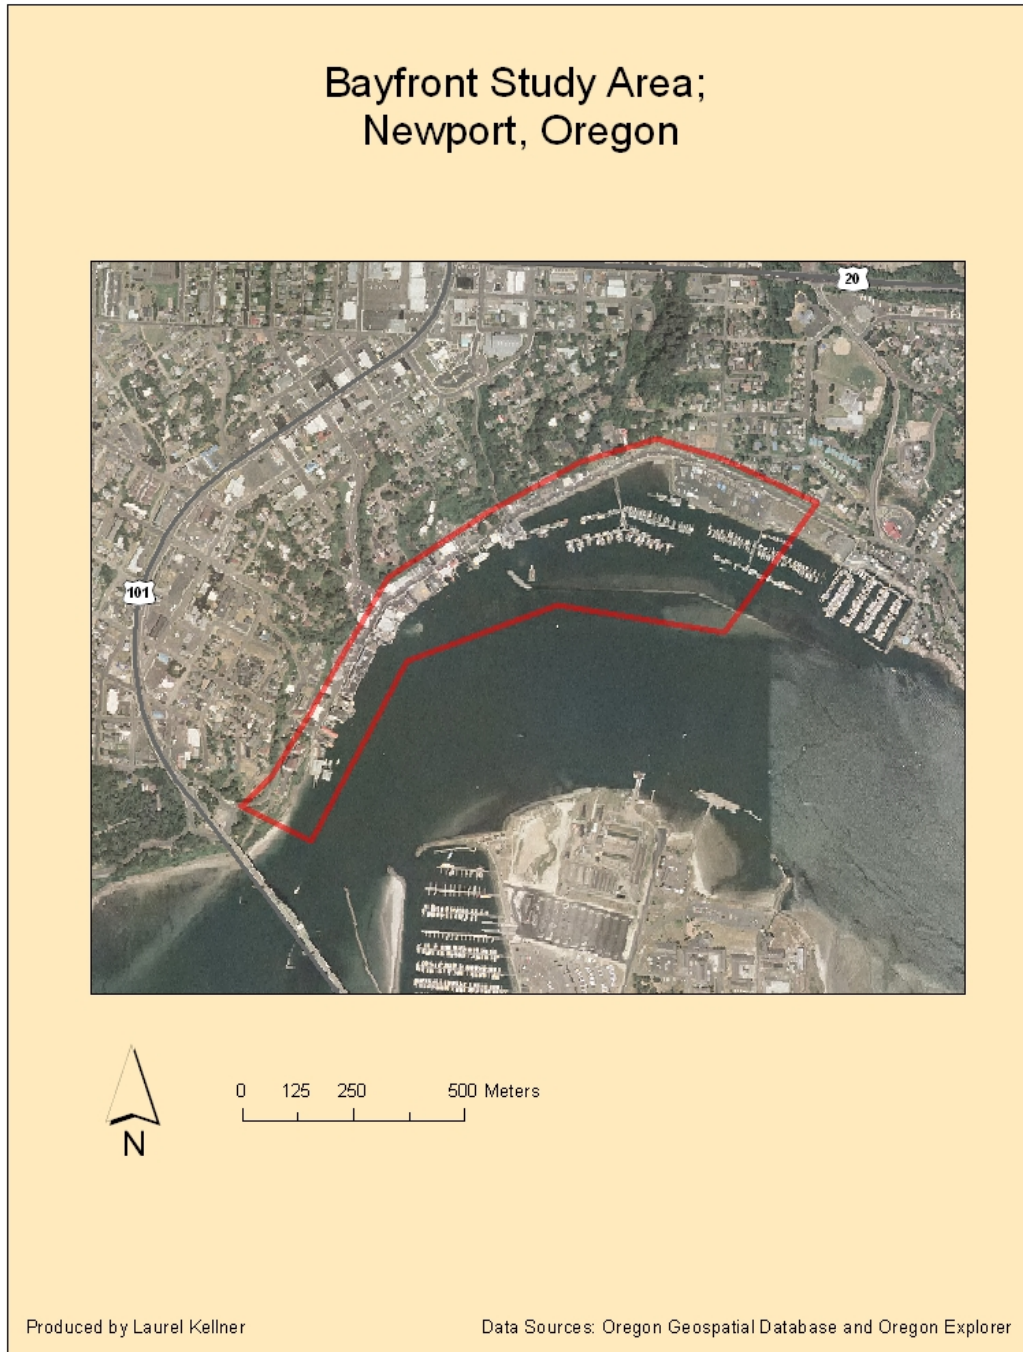 Bayfront Study Area;
Newport, Oregon
20
101
0 125 250 500 Meters
N
Produced by Laurel Kellner
Data Sources: Oregon Geospatial Database and Oregon Explorer